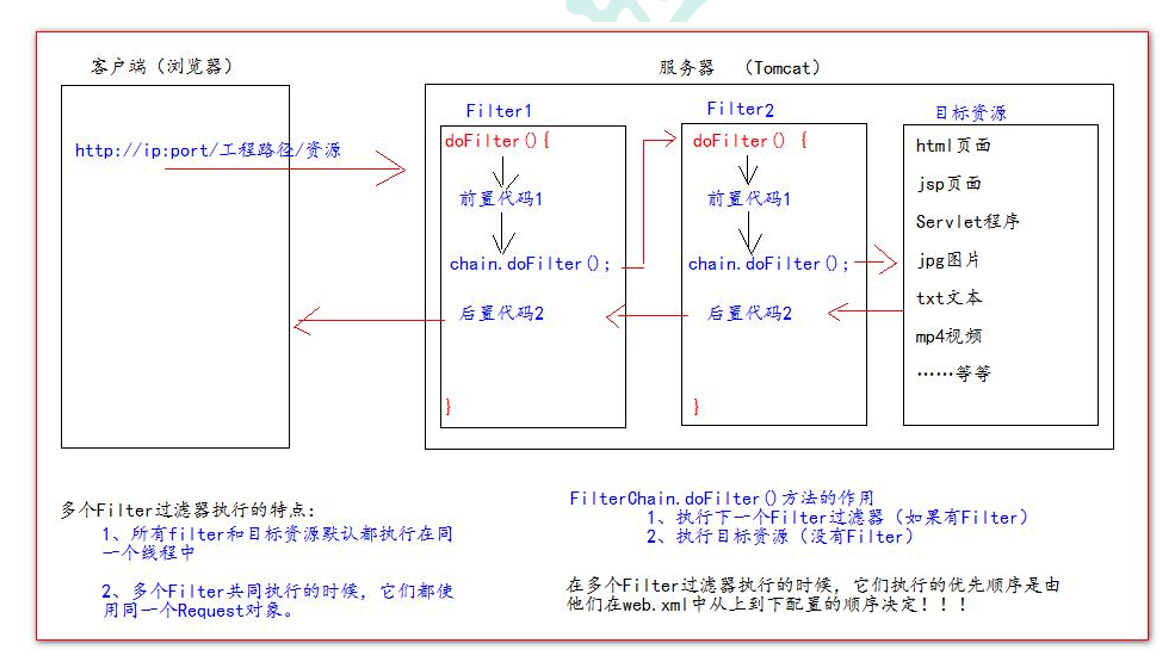 客户端（浏览器）
http://ip:port/工程路径/资源
服务器 （Tomcat）
Filter1
doFilter(){
前置代码1
chain.doFilter();
后置代码2
}
Filter2
doFilter() {
前置代码1
chain.doFilter();
后置代码2
}
目标资源
html页面
jsp页面
Servlet程序
jpg图片
txt文本
mp4视频
……等等
多个Filter过滤器执行的特点：
1、所有filter和目标资源默认都执行在同
一个线程中
2、多个Filter共同执行的时候，它们都使
用同一个Request对象。
FilterChain.doFilter()方法的作用
1、执行下一个Filter过滤器（如果有Filter）
2、执行目标资源（没有Filter）
在多个Filter过滤器执行的时候，它们执行的优先顺序是由
他们在web.xml中从上到下配置的顺序决定！！！